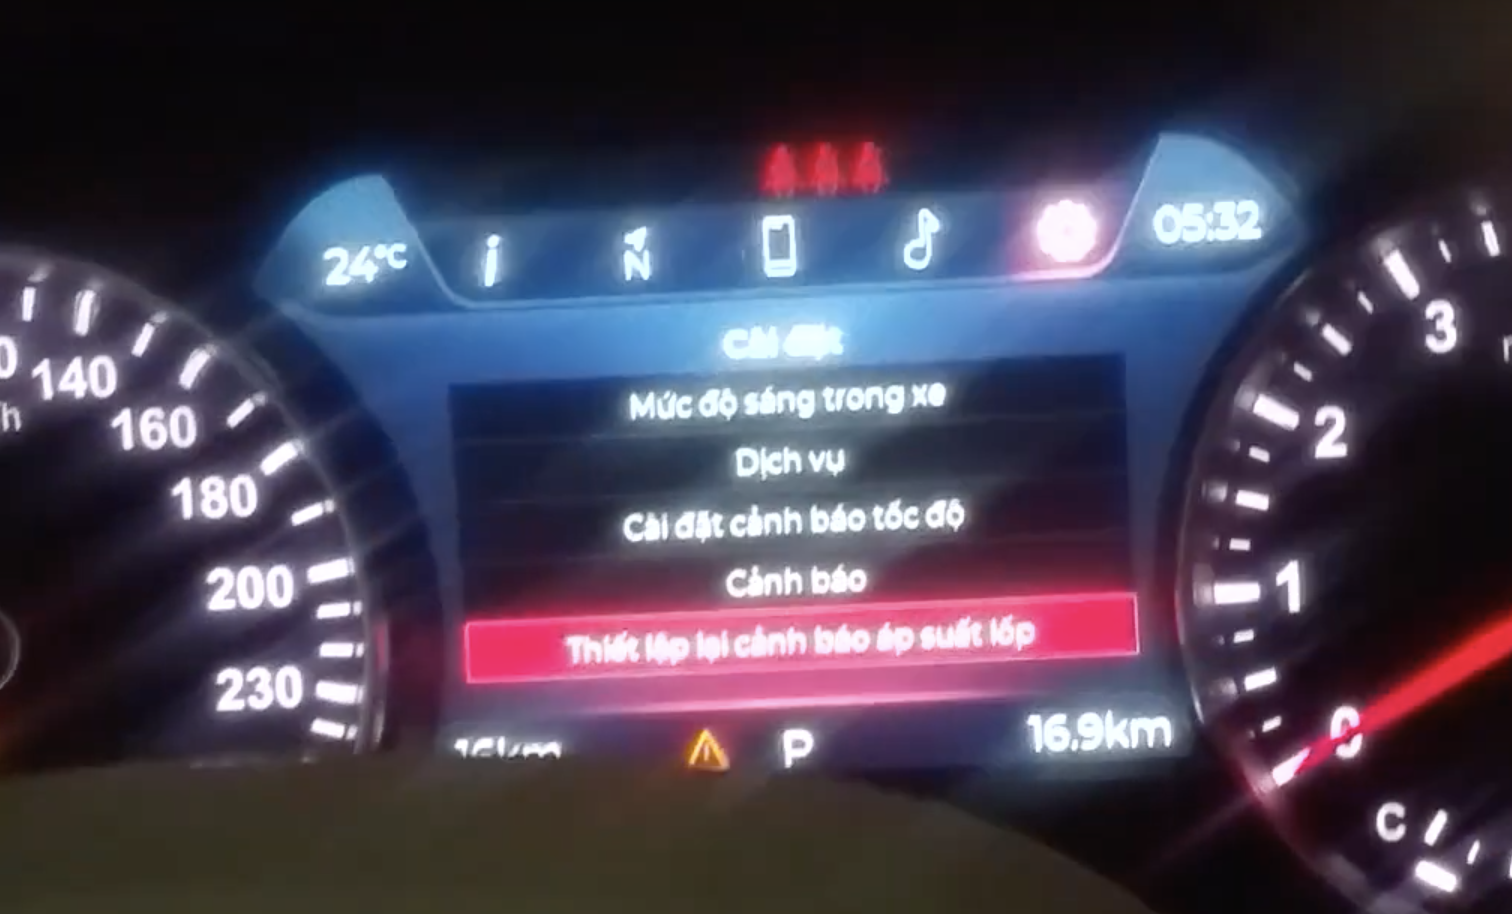 24°C
N
05:32
Cài đặt
Mức độ sáng trong xe
Dịch vụ
Cài đặt cảnh báo tốc độ
Cảnh báo
Thiết lập lại cảnh báo áp suất lốp
16km
P
16.9km
140
160
180
200
230
3
2
1
0
C